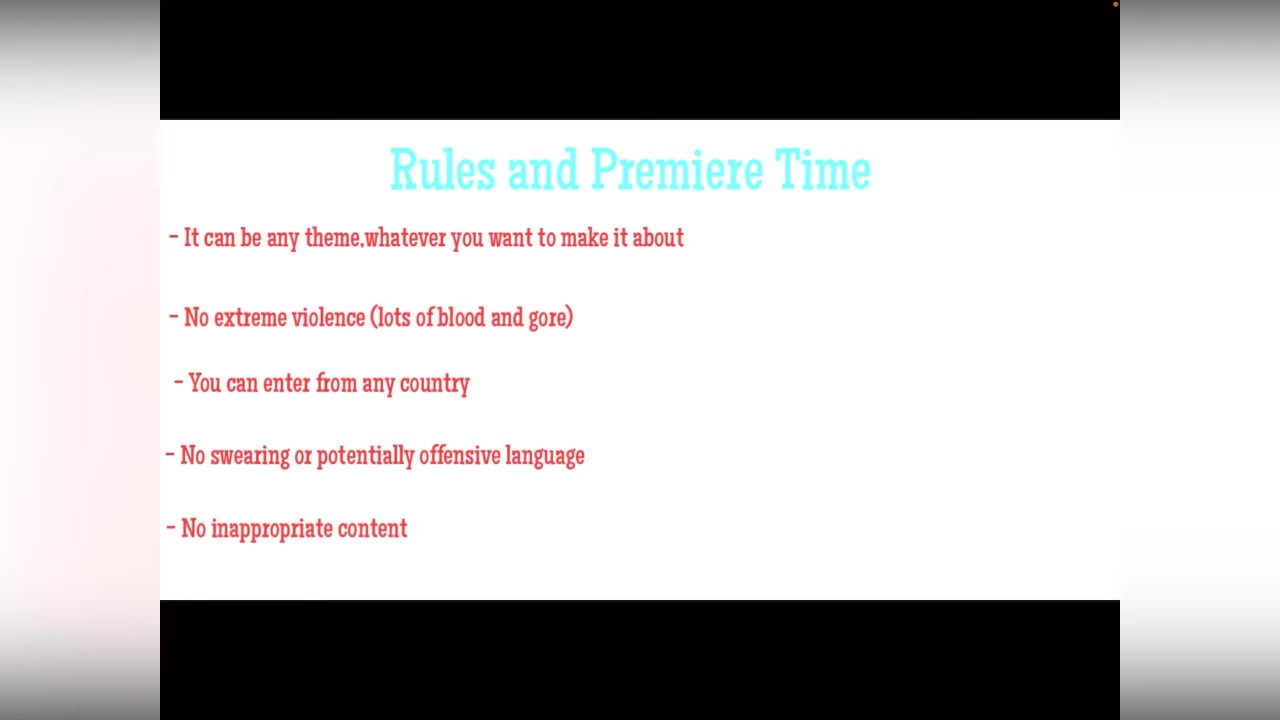 Rules and Premiere Time
- It can be any theme,whatever you want to make it about
- No extreme violence (lots of blood and gore)
- You can enter from any country
- No swearing or potentially offensive language
- No inappropriate content